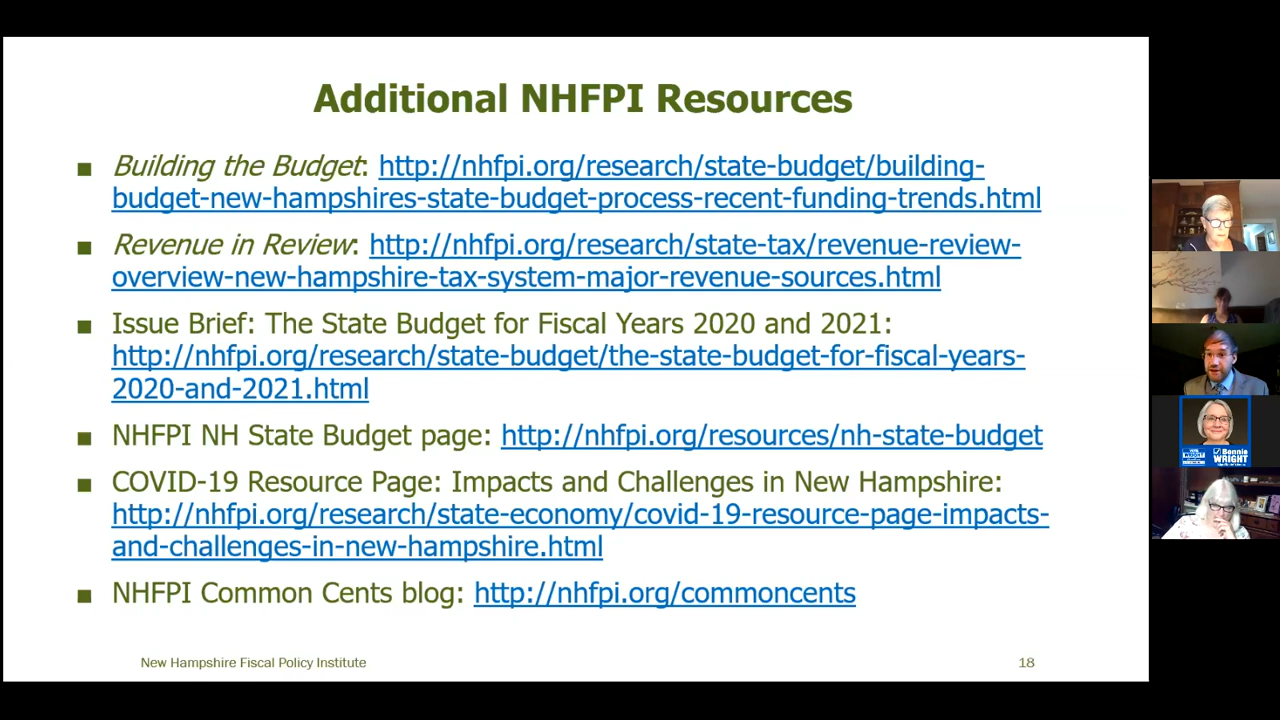 Additional NHFPI Resources
■ Building the Budget: http://nhfpi.org/research/state-budget/building-
budget-new-hampshires-state-budget-process-recent-funding-trends.html
■ Revenue in Review: http://nhfpi.org/research/state-tax/revenue-review-
overview-new-hampshire-tax-system-major-revenue-sources.html
■ Issue Brief: The State Budget for Fiscal Years 2020 and 2021:
http://nhfpi.org/research/state-budget/the-state-budget-for-fiscal-years-
2020-and-2021.html
■ NHFPI NH State Budget page: http://nhfpi.org/resources/nh-state-budget
■ COVID-19 Resource Page: Impacts and Challenges in New Hampshire:
http://nhfpi.org/research/state-economy/covid-19-resource-page-impacts-
and-challenges-in-new-hampshire.html
■ NHFPI Common Cents blog: http://nhfpi.org/commoncents
New Hampshire Fiscal Policy Institute
18
Bonnie
WRIGHT
WRIGHT